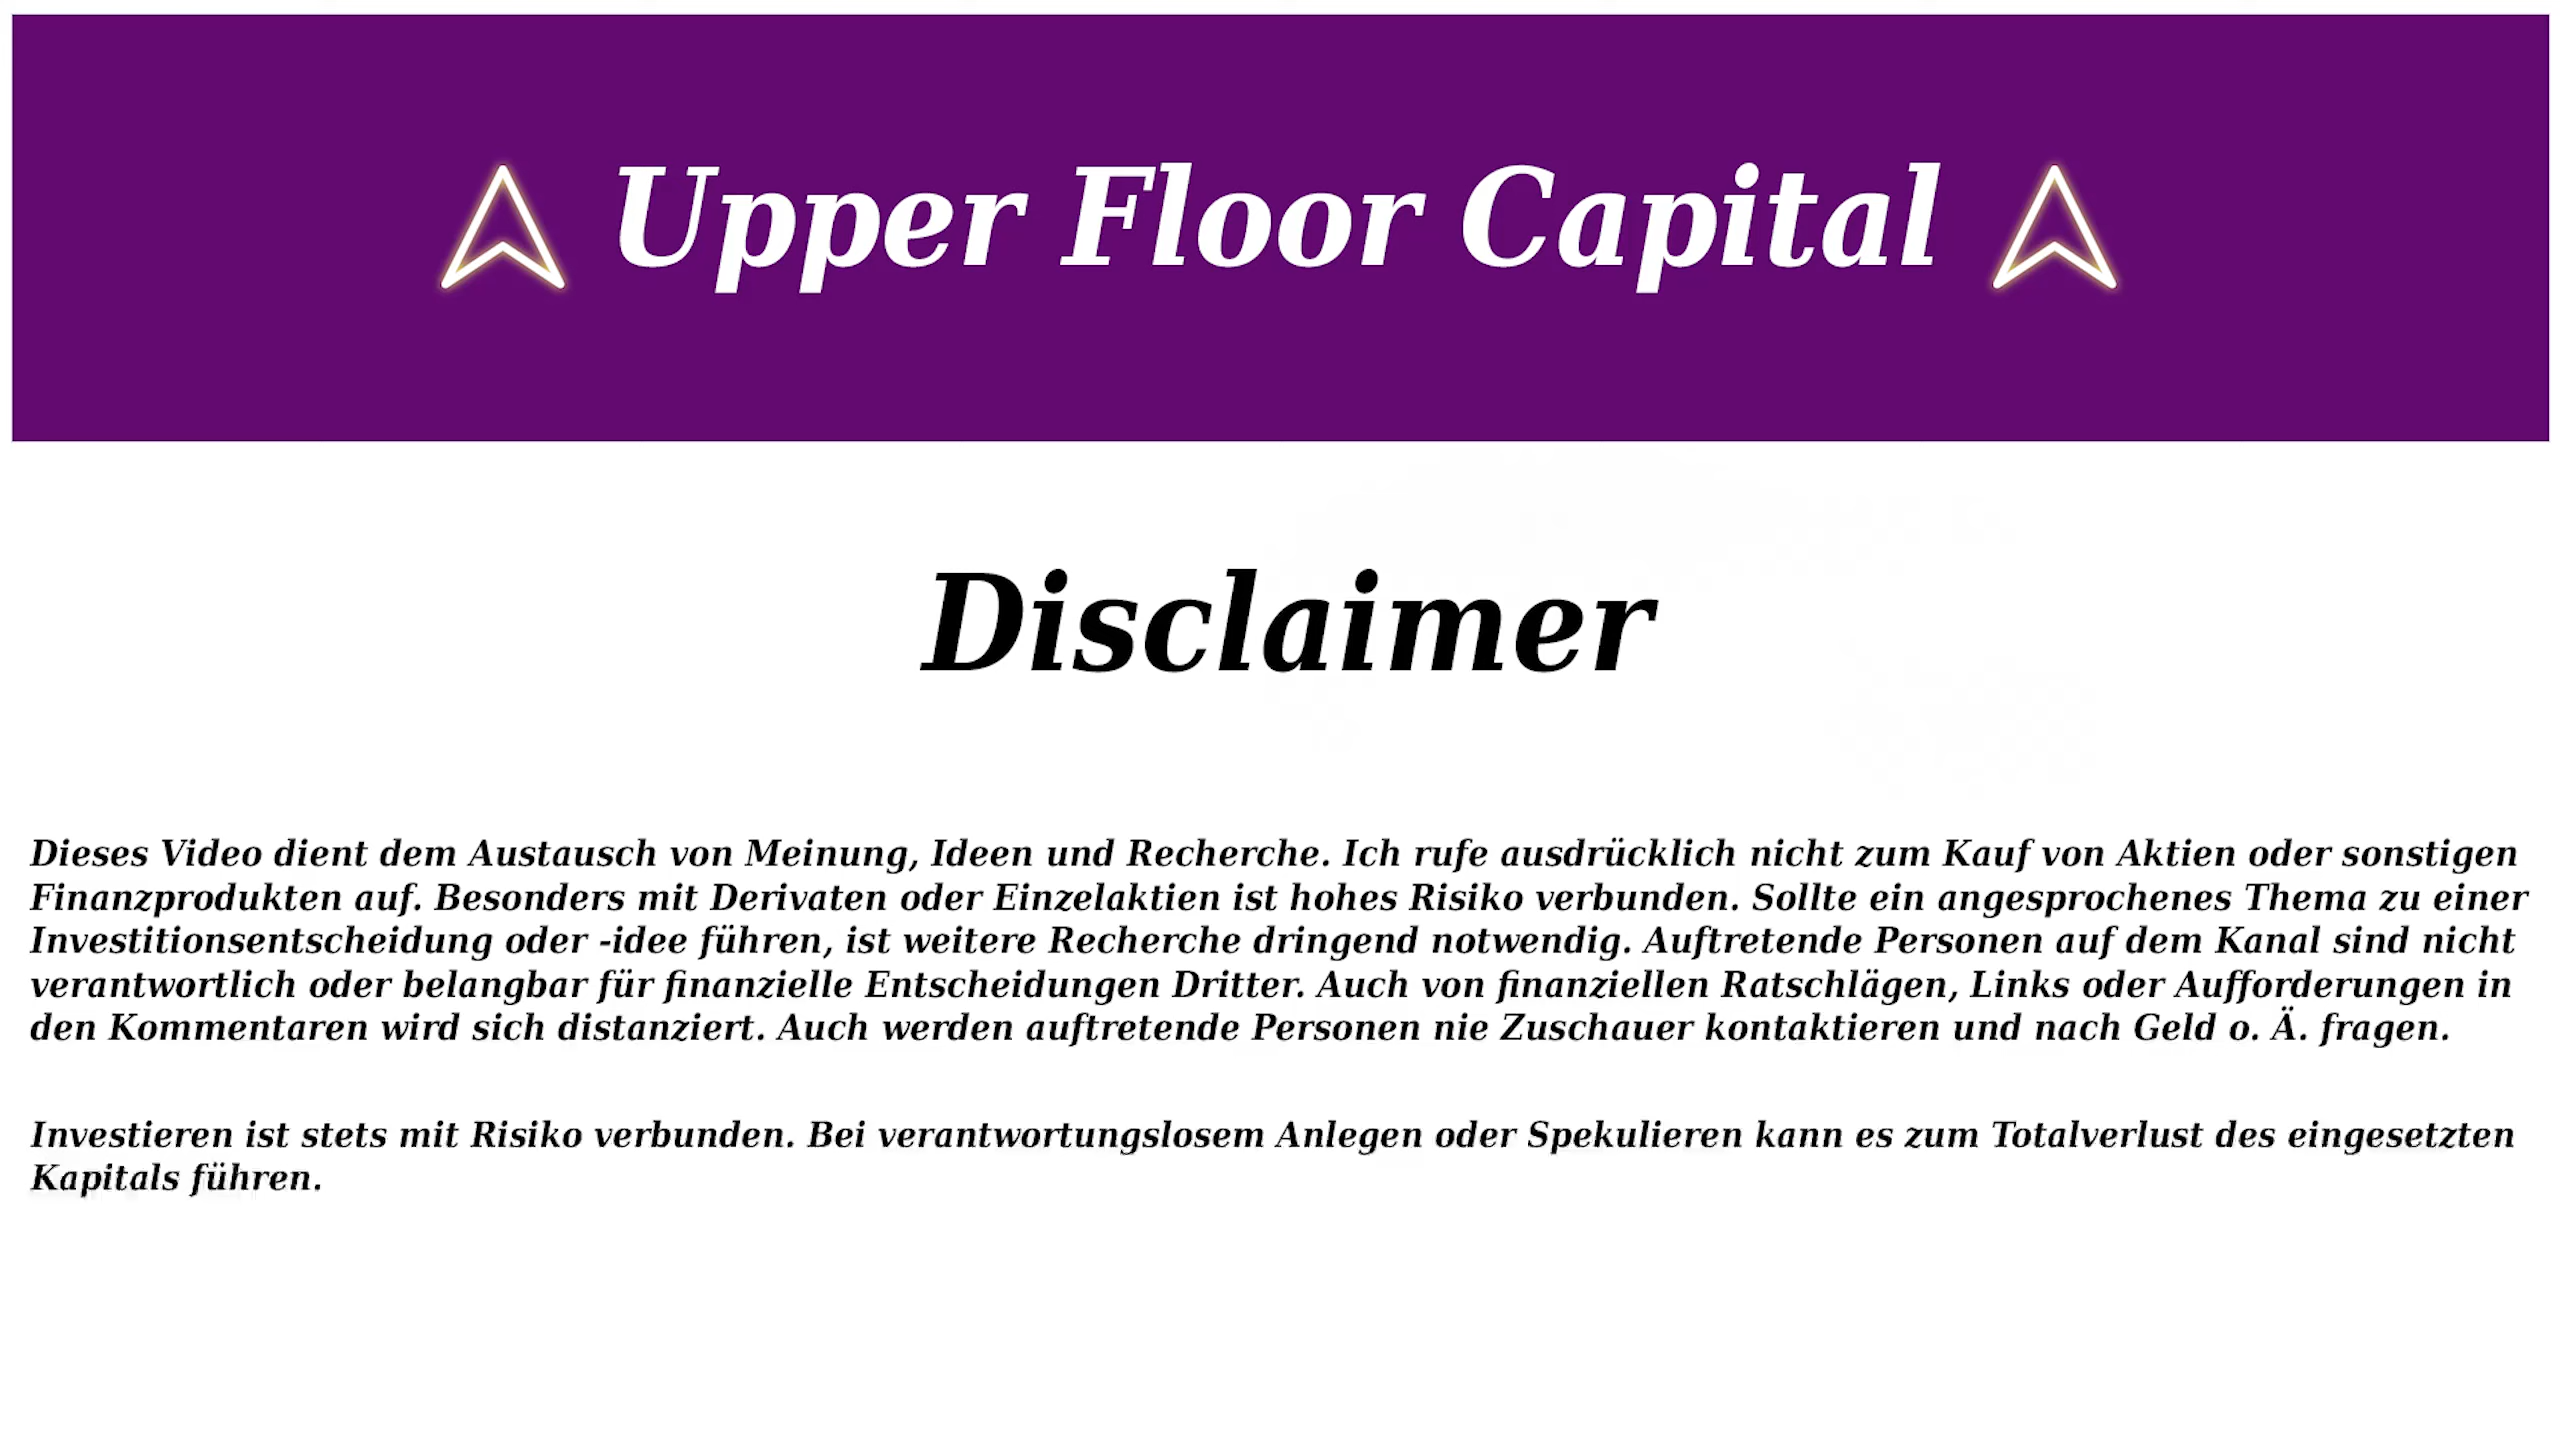 Upper Floor Capital
Disclaimer
Dieses Video dient dem Austausch von Meinung, Ideen und Recherche. Ich rufe ausdrücklich nicht zum Kauf von Aktien oder sonstigen
Finanzprodukten auf. Besonders mit Derivaten oder Einzelaktien ist hohes Risiko verbunden. Sollte ein angesprochenes Thema zu einer
Investitionsentscheidung oder -idee führen, ist weitere Recherche dringend notwendig. Auftretende Personen auf dem Kanal sind nicht
verantwortlich oder belangbar für finanzielle Entscheidungen Dritter. Auch von finanziellen Ratschlägen, Links oder Aufforderungen in
den Kommentaren wird sich distanziert. Auch werden auftretende Personen nie Zuschauer kontaktieren und nach Geld o. Ä. fragen.
Investieren ist stets mit Risiko verbunden. Bei verantwortungslosem Anlegen oder Spekulieren kann es zum Totalverlust des eingesetzten
Kapitals führen.